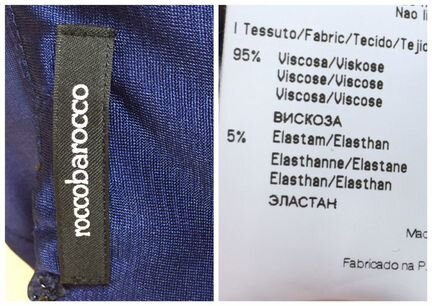 roccobarocco
Nao li
I Tessuto/Fabric/Tecido/Tejid
95% Viscosa/Viskose
Viscose/Viscose
Viscosa/Viscose
ВИСКОЗА
5% Elastam/Elasthan
Elasthanne/Elastane
Elasthan/Elasthan
ЭЛАСТАН
Mad
Fabricado na P.